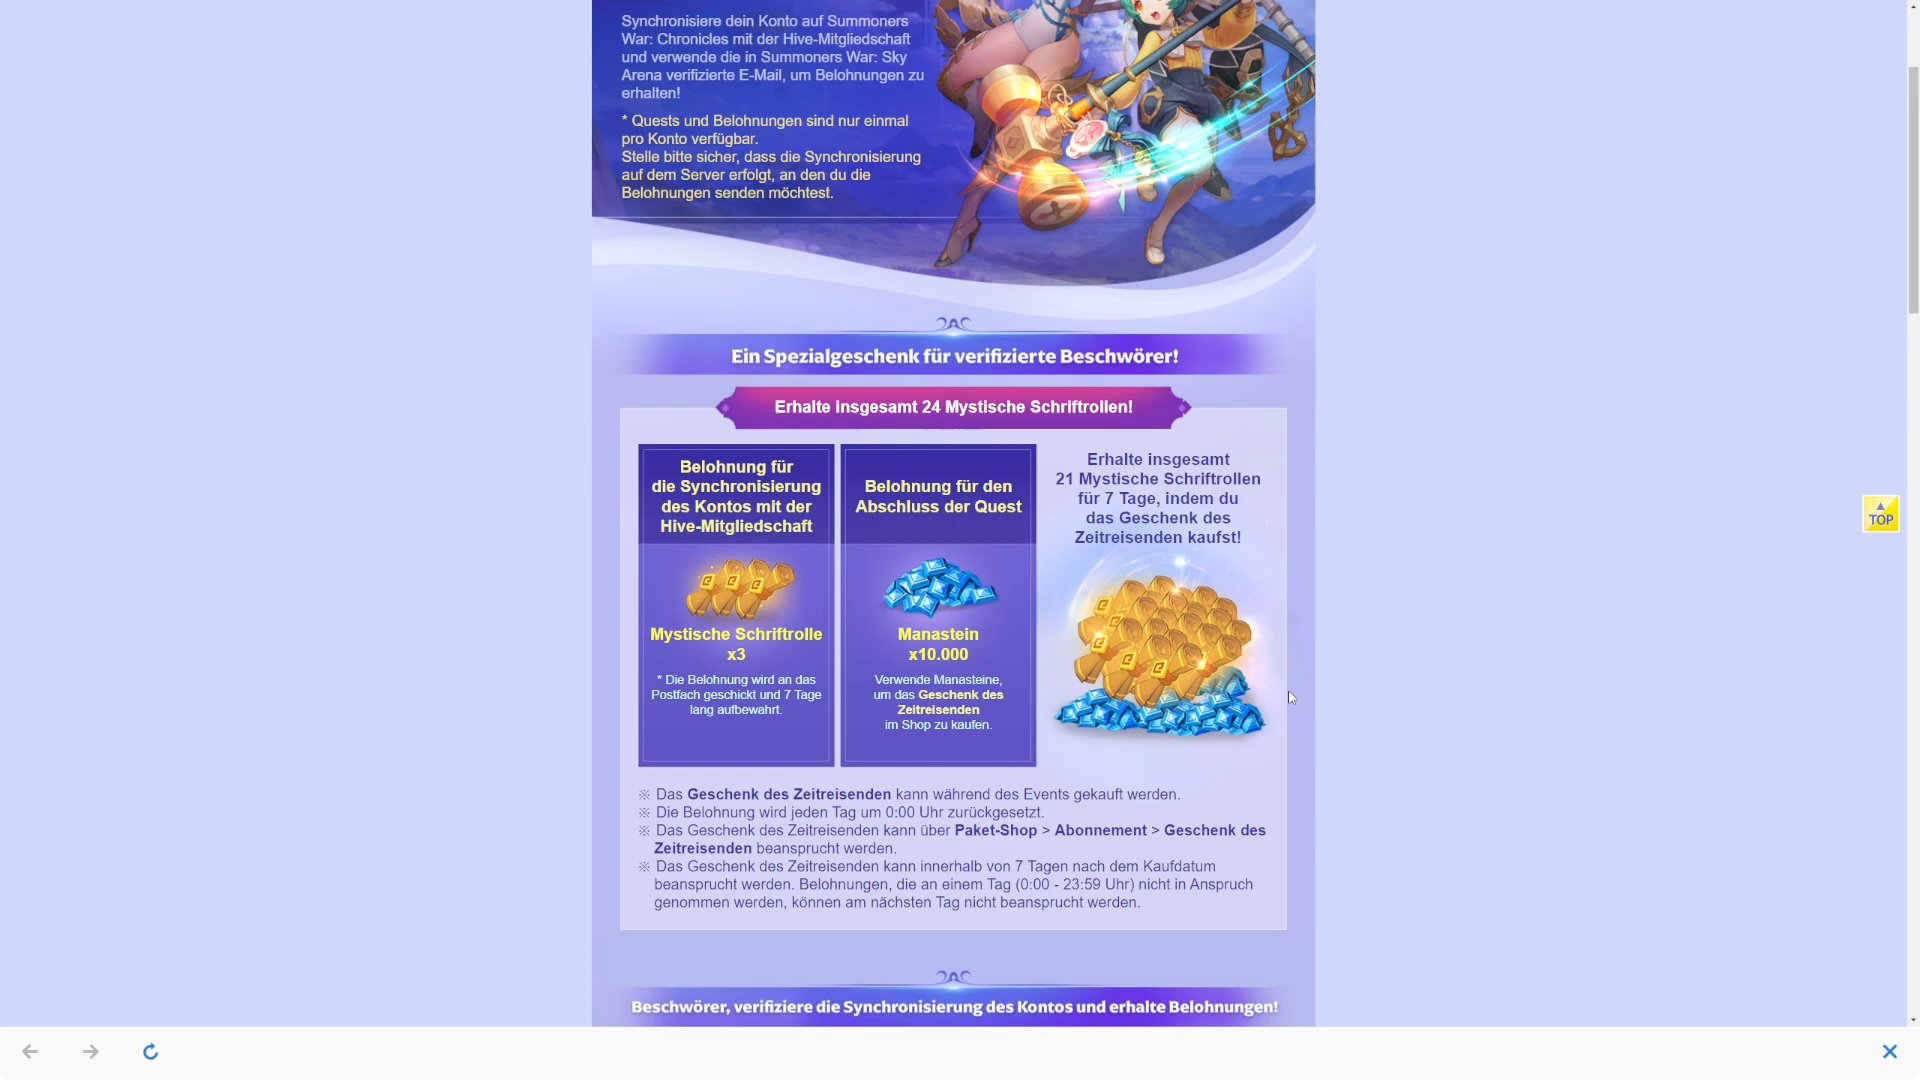 Synchronisiere dein Konto auf Summoners
War: Chronicles mit der Hive-Mitgliedschaft
und verwende die in Summoners War: Sky
Arena verifizierte E-Mail, um Belohnungen zu
erhalten!
* Quests und Belohnungen sind nur einmal
pro Konto verfügbar.
Stelle bitte sicher, dass die Synchronisierung
auf dem Server erfolgt, an den du die
Belohnungen senden möchtest.
Ein Spezialgeschenk für verifizierte Beschwörer!
Erhalte insgesamt 24 Mystische Schriftrollen!
Belohnung für
die Synchronisierung
des Kontos mit der
Hive-Mitgliedschaft
Mystische Schriftrolle
x3
* Die Belohnung wird an das
Postfach geschickt und 7 Tage
lang aufbewahrt.
Belohnung für den
Abschluss der Quest
Manastein
x10.000
Verwende Manasteine,
um das Geschenk des
Zeitreisenden
im Shop zu kaufen.
Erhalte insgesamt
21 Mystische Schriftrollen
für 7 Tage, indem du
das Geschenk des
Zeitreisenden kaufst!
▲
TOP
※ Das Geschenk des Zeitreisenden kann während des Events gekauft werden.
※ Die Belohnung wird jeden Tag um 0:00 Uhr zurückgesetzt.
※ Das Geschenk des Zeitreisenden kann über Paket-Shop > Abonnement > Geschenk des
Zeitreisenden beansprucht werden.
※ Das Geschenk des Zeitreisenden kann innerhalb von 7 Tagen nach dem Kaufdatum
beansprucht werden. Belohnungen, die an einem Tag (0:00 - 23:59 Uhr) nicht in Anspruch
genommen werden, können am nächsten Tag nicht beansprucht werden.
Beschwörer, verifiziere die Synchronisierung des Kontos und erhalte Belohnungen!